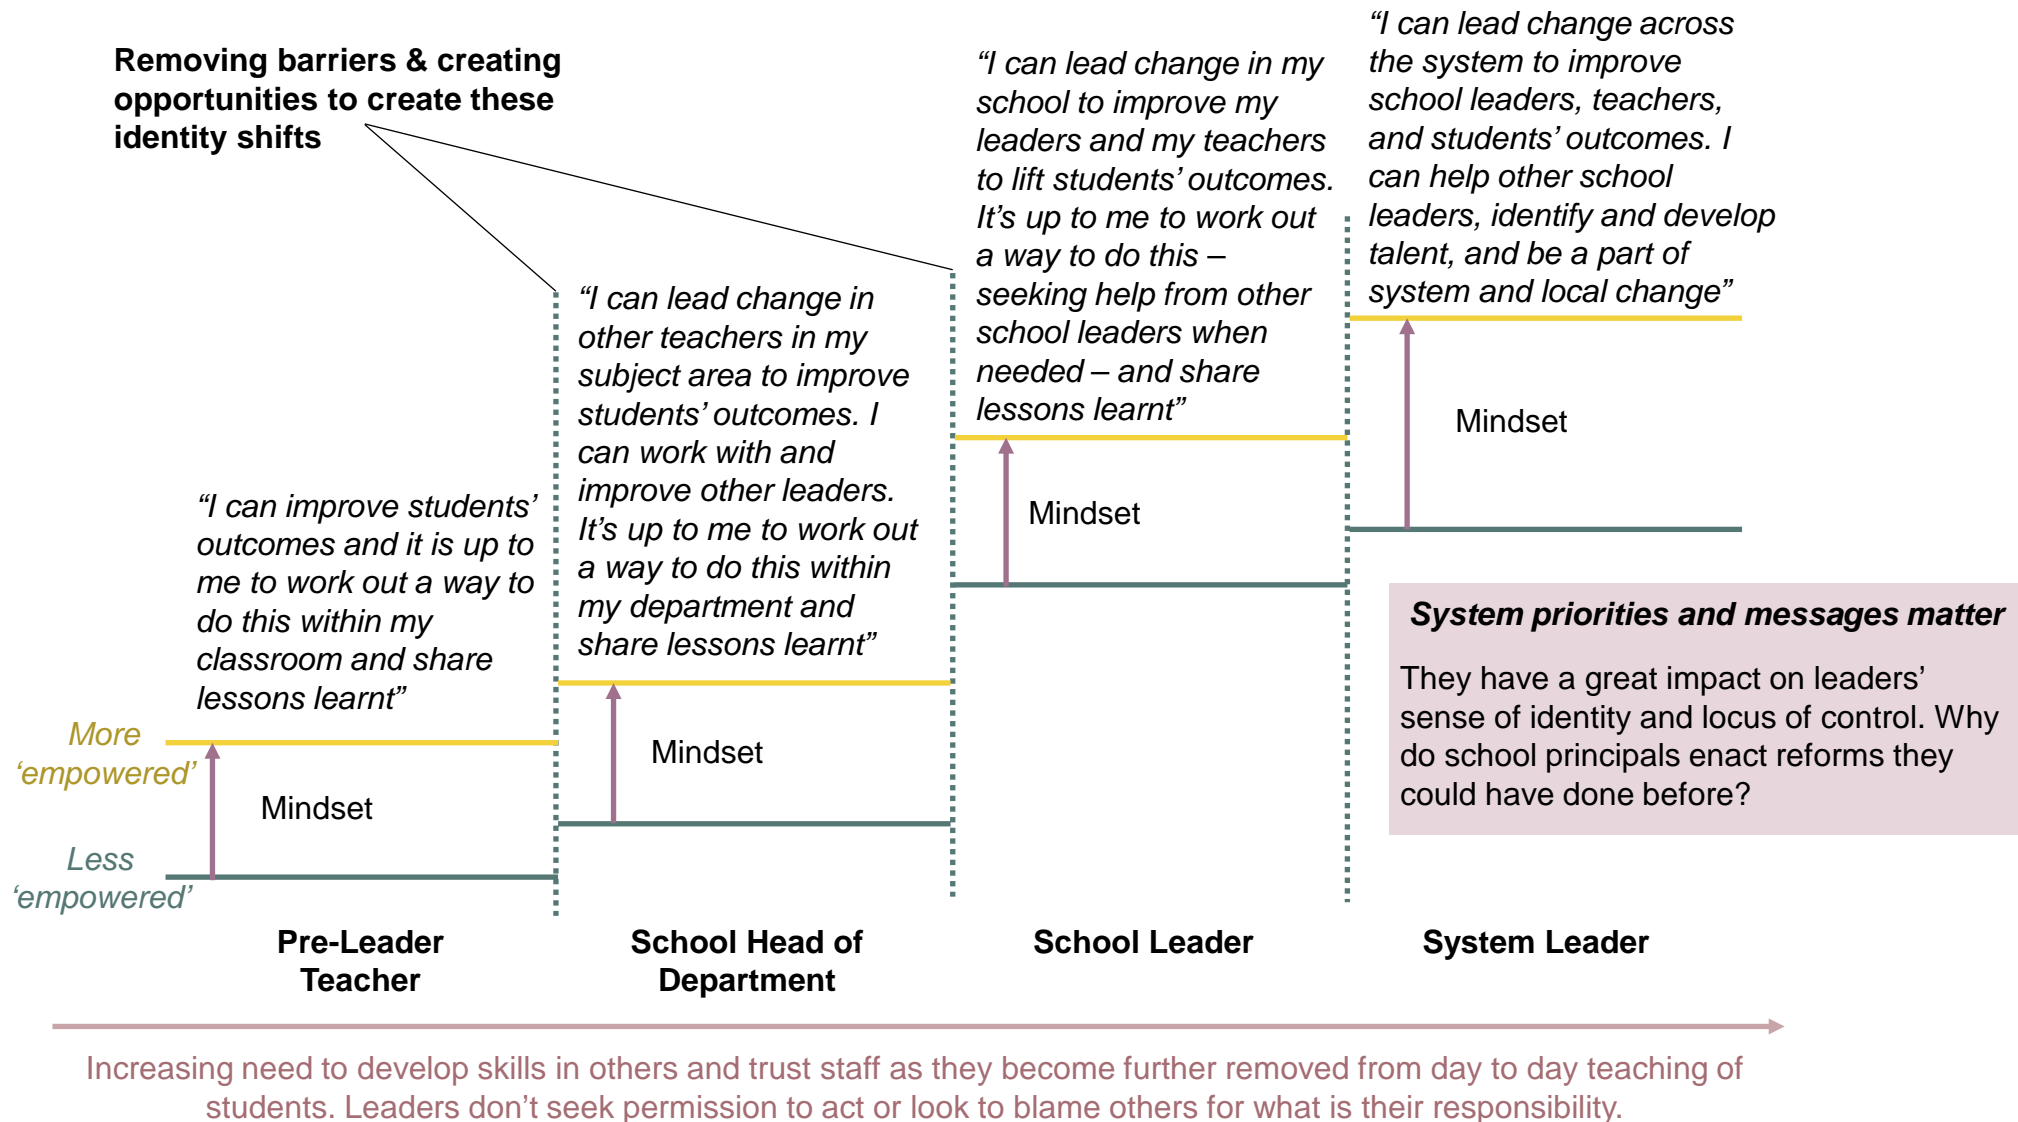 Removing barriers & creating
opportunities to create these
identity shifts
“I can improve students’
outcomes and it is up to
me to work out a way to
do this within my
classroom and share
lessons learnt”
“I can lead change in
other teachers in my
subject area to improve
students’ outcomes. I
can work with and
improve other leaders.
It’s up to me to work out
a way to do this within
my department and
share lessons learnt”
“I can lead change in my
school to improve my
leaders and my teachers
to lift students’ outcomes.
It’s up to me to work out
a way to do this –
seeking help from other
school leaders when
needed – and share
lessons learnt”
“I can lead change across
the system to improve
school leaders, teachers,
and students’ outcomes. I
can help other school
leaders, identify and develop
talent, and be a part of
system and local change”
More
‘empowered’
Less
‘empowered’
Mindset
Mindset
Mindset
Mindset
System priorities and messages matter
They have a great impact on leaders’
sense of identity and locus of control. Why
do school principals enact reforms they
could have done before?
Pre-Leader
Teacher
School Head of
Department
School Leader
System Leader
Increasing need to develop skills in others and trust staff as they become further removed from day to day teaching of
students. Leaders don’t seek permission to act or look to blame others for what is their responsibility.